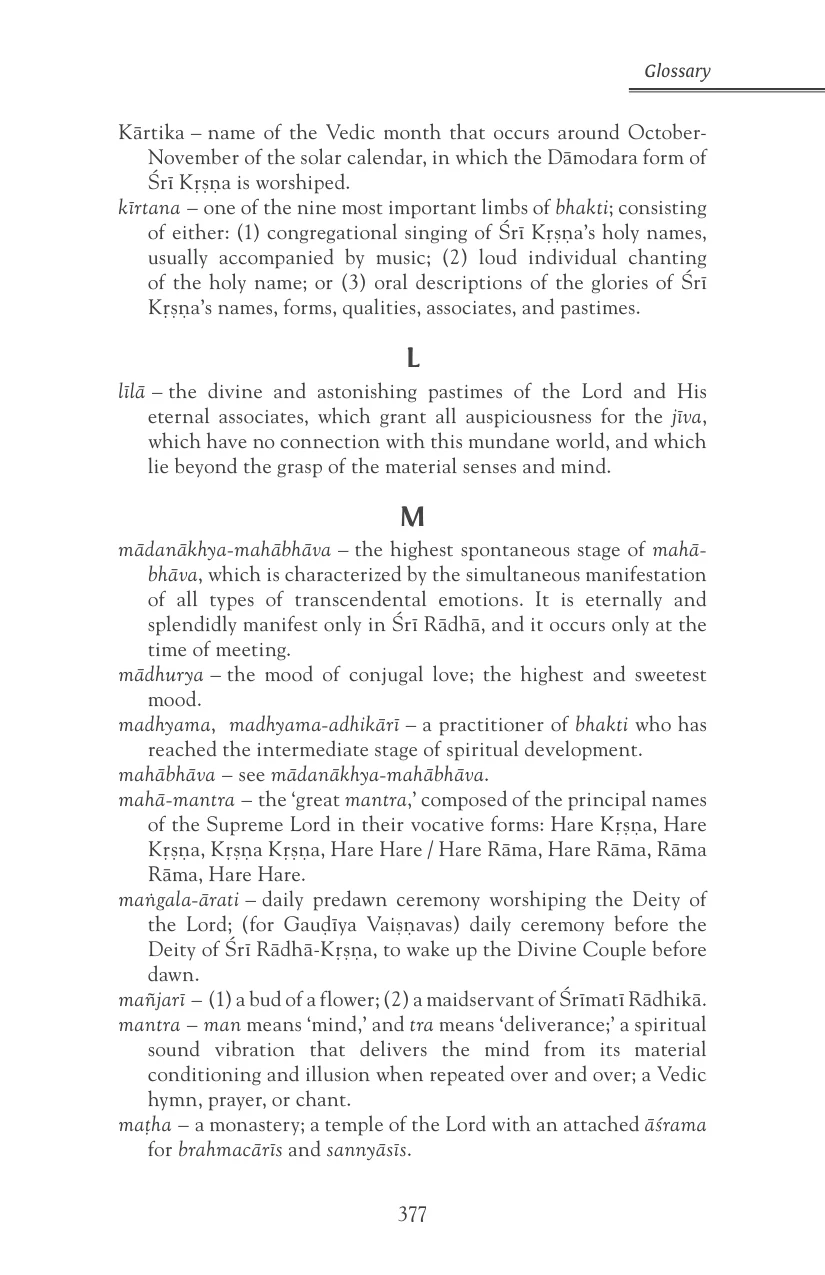 Glossary
Kārtika – name of the Vedic month that occurs around October-
November of the solar calendar, in which the Dāmodara form of
Śrī Kṛṣṇa is worshiped.
kīrtana – one of the nine most important limbs of bhakti; consisting
of either: (1) congregational singing of Śrī Kṛṣṇa’s holy names,
usually accompanied by music; (2) loud individual chanting
of the holy name; or (3) oral descriptions of the glories of Śrī
Kṛṣṇa’s names, forms, qualities, associates, and pastimes.
L
līlā – the divine and astonishing pastimes of the Lord and His
eternal associates, which grant all auspiciousness for the jīva,
which have no connection with this mundane world, and which
lie beyond the grasp of the material senses and mind.
M
mādanākhya-mahābhāva – the highest spontaneous stage of mahā-
bhāva, which is characterized by the simultaneous manifestation
of all types of transcendental emotions. It is eternally and
splendidly manifest only in Śrī Rādhā, and it occurs only at the
time of meeting.
mādhurya – the mood of conjugal love; the highest and sweetest
mood.
madhyama, madhyama-adhikārī – a practitioner of bhakti who has
reached the intermediate stage of spiritual development.
mahābhāva – see mādanākhya-mahābhāva.
mahā-mantra – the ‘great mantra,’ composed of the principal names
of the Supreme Lord in their vocative forms: Hare Kṛṣṇa, Hare
Kṛṣṇa, Kṛṣṇa Kṛṣṇa, Hare Hare / Hare Rāma, Hare Rāma, Rāma
Rāma, Hare Hare.
maṅgala-ārati – daily predawn ceremony worshiping the Deity of
the Lord; (for Gauḍīya Vaiṣṇavas) daily ceremony before the
Deity of Śrī Rādhā-Kṛṣṇa, to wake up the Divine Couple before
dawn.
mañjarī – (1) a bud of a flower; (2) a maidservant of Śrīmatī Rādhikā.
mantra – man means ‘mind,’ and tra means ‘deliverance;’ a spiritual
sound vibration that delivers the mind from its material
conditioning and illusion when repeated over and over; a Vedic
hymn, prayer, or chant.
maṭha – a monastery; a temple of the Lord with an attached āśrama
for brahmacārīs and sannyāsīs.
377